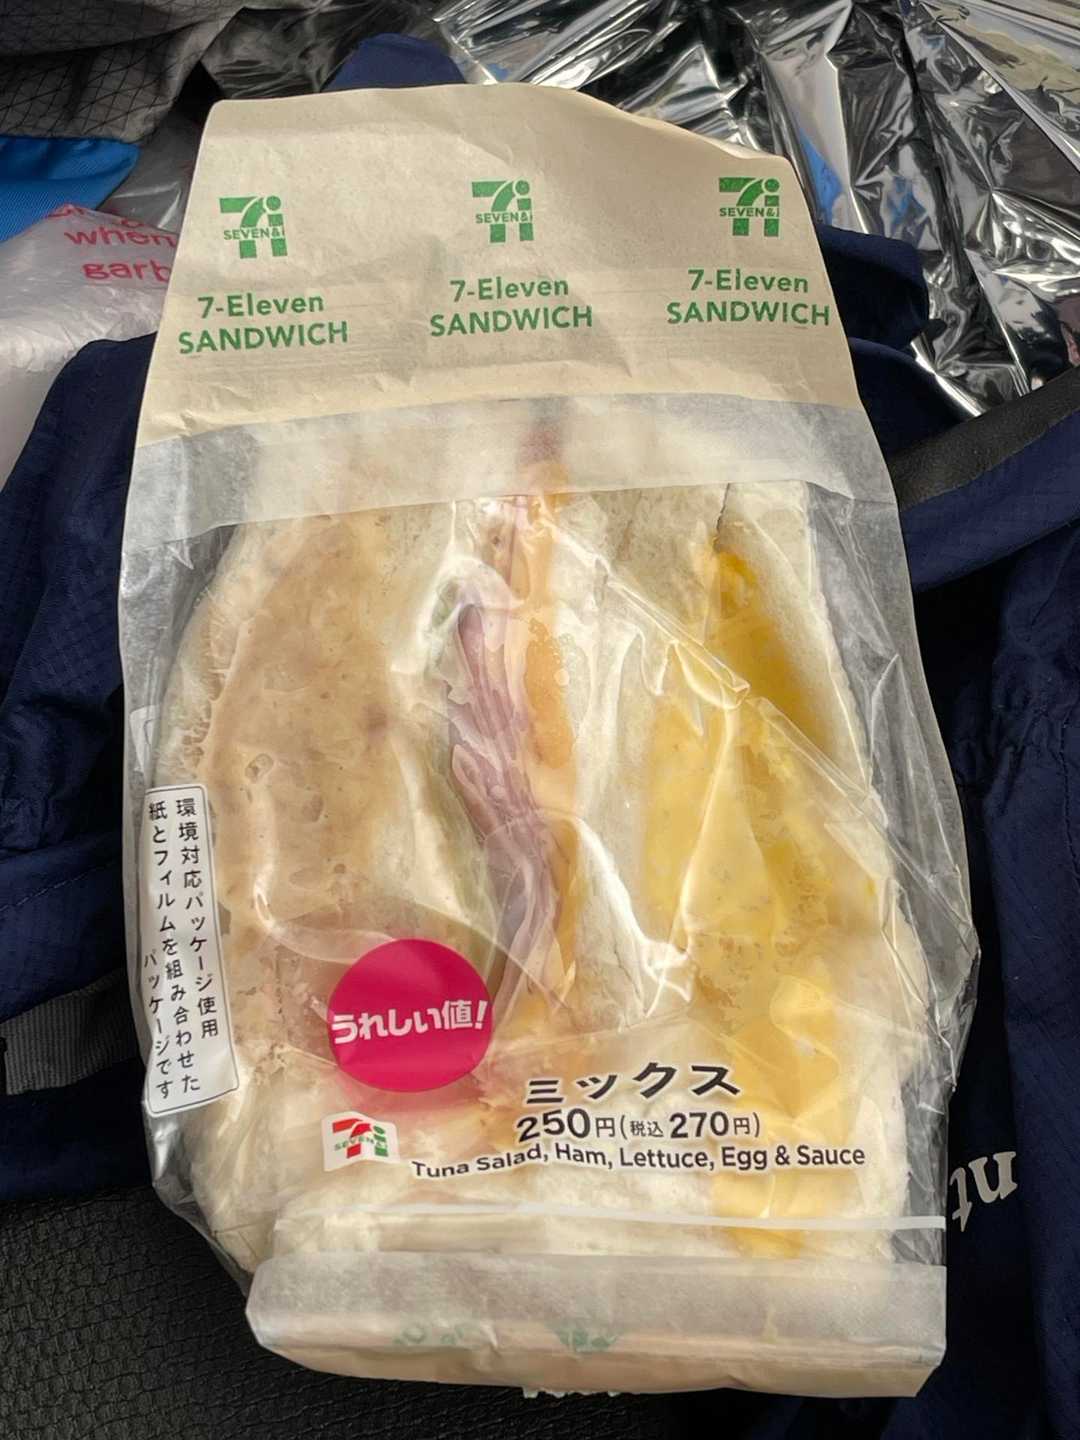 SEVEN&i
SEVEN&i
SEVEN&i
7-Eleven
SANDWICH
7-Eleven
SANDWICH
7-Eleven
SANDWICH
when
環境対応パッケージ使用
紙とフィルムを組み合わせた
パッケージです
うれしい値!
ミックス
250円(税込270円)
SEVEN&i
Tuna Salad, Ham, Lettuce, Egg & Sauce
nt